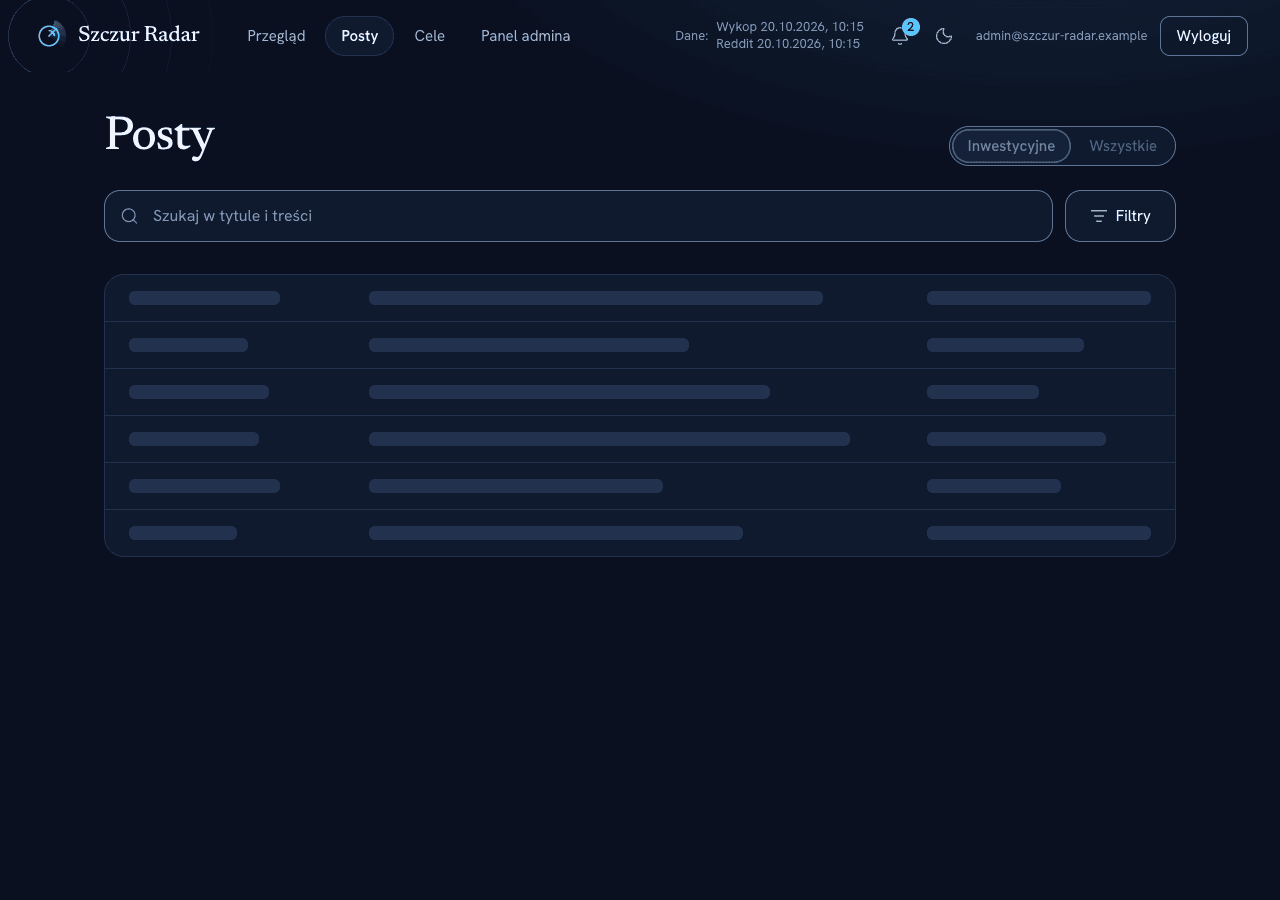 Szczur Radar
Przegląd
Posty
Cele
Panel admina
Dane:
Wykop 20.10.2026, 10:15
Reddit 20.10.2026, 10:15
2
admin@szczur-radar.example
Wyloguj
Posty
Inwestycyjne
Wszystkie
Szukaj w tytule i treści
Filtry